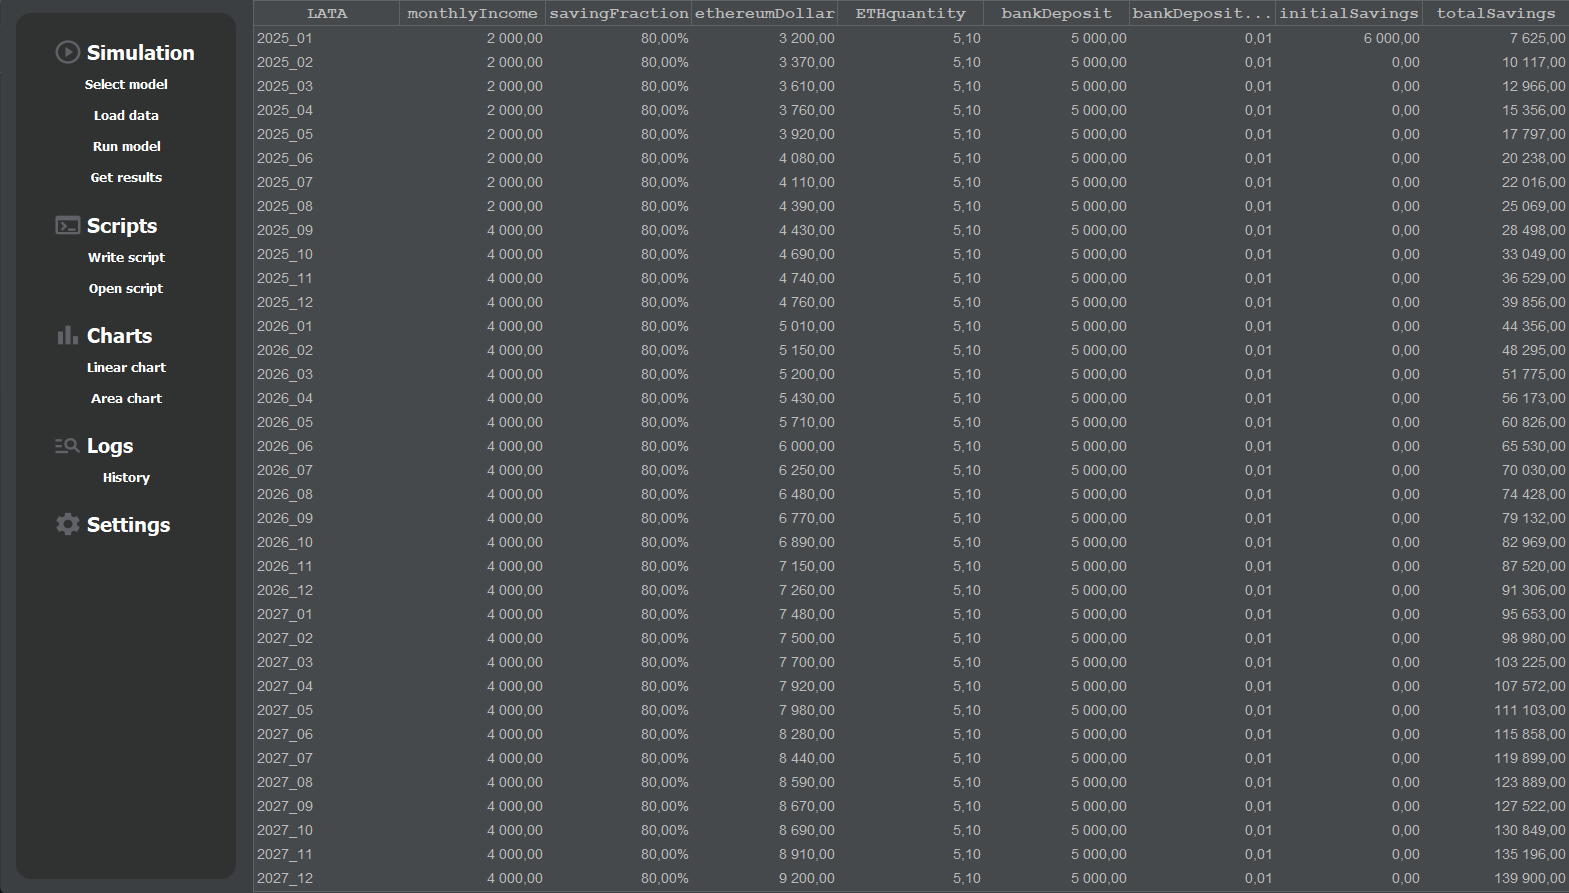 Simulation
Select model
Load data
Run model
Get results
Scripts
Write script
Open script
Charts
Linear chart
Area chart
Logs
History
Settings
LATA monthlyIncome savingFraction ethereumDollar ETHquantity bankDeposit bankDeposit... initialSavings totalSavings
2025_01 2 000,00 80,00% 3 200,00 5,10 5 000,00 0,01 6 000,00 7 625,00
2025_02 2 000,00 80,00% 3 370,00 5,10 5 000,00 0,01 0,00 10 117,00
2025_03 2 000,00 80,00% 3 610,00 5,10 5 000,00 0,01 0,00 12 966,00
2025_04 2 000,00 80,00% 3 760,00 5,10 5 000,00 0,01 0,00 15 356,00
2025_05 2 000,00 80,00% 3 920,00 5,10 5 000,00 0,01 0,00 17 797,00
2025_06 2 000,00 80,00% 4 080,00 5,10 5 000,00 0,01 0,00 20 238,00
2025_07 2 000,00 80,00% 4 110,00 5,10 5 000,00 0,01 0,00 22 016,00
2025_08 2 000,00 80,00% 4 390,00 5,10 5 000,00 0,01 0,00 25 069,00
2025_09 4 000,00 80,00% 4 430,00 5,10 5 000,00 0,01 0,00 28 498,00
2025_10 4 000,00 80,00% 4 690,00 5,10 5 000,00 0,01 0,00 33 049,00
2025_11 4 000,00 80,00% 4 740,00 5,10 5 000,00 0,01 0,00 36 529,00
2025_12 4 000,00 80,00% 4 760,00 5,10 5 000,00 0,01 0,00 39 856,00
2026_01 4 000,00 80,00% 5 010,00 5,10 5 000,00 0,01 0,00 44 356,00
2026_02 4 000,00 80,00% 5 150,00 5,10 5 000,00 0,01 0,00 48 295,00
2026_03 4 000,00 80,00% 5 200,00 5,10 5 000,00 0,01 0,00 51 775,00
2026_04 4 000,00 80,00% 5 430,00 5,10 5 000,00 0,01 0,00 56 173,00
2026_05 4 000,00 80,00% 5 710,00 5,10 5 000,00 0,01 0,00 60 826,00
2026_06 4 000,00 80,00% 6 000,00 5,10 5 000,00 0,01 0,00 65 530,00
2026_07 4 000,00 80,00% 6 250,00 5,10 5 000,00 0,01 0,00 70 030,00
2026_08 4 000,00 80,00% 6 480,00 5,10 5 000,00 0,01 0,00 74 428,00
2026_09 4 000,00 80,00% 6 770,00 5,10 5 000,00 0,01 0,00 79 132,00
2026_10 4 000,00 80,00% 6 890,00 5,10 5 000,00 0,01 0,00 82 969,00
2026_11 4 000,00 80,00% 7 150,00 5,10 5 000,00 0,01 0,00 87 520,00
2026_12 4 000,00 80,00% 7 260,00 5,10 5 000,00 0,01 0,00 91 306,00
2027_01 4 000,00 80,00% 7 480,00 5,10 5 000,00 0,01 0,00 95 653,00
2027_02 4 000,00 80,00% 7 500,00 5,10 5 000,00 0,01 0,00 98 980,00
2027_03 4 000,00 80,00% 7 700,00 5,10 5 000,00 0,01 0,00 103 225,00
2027_04 4 000,00 80,00% 7 920,00 5,10 5 000,00 0,01 0,00 107 572,00
2027_05 4 000,00 80,00% 7 980,00 5,10 5 000,00 0,01 0,00 111 103,00
2027_06 4 000,00 80,00% 8 280,00 5,10 5 000,00 0,01 0,00 115 858,00
2027_07 4 000,00 80,00% 8 440,00 5,10 5 000,00 0,01 0,00 119 899,00
2027_08 4 000,00 80,00% 8 590,00 5,10 5 000,00 0,01 0,00 123 889,00
2027_09 4 000,00 80,00% 8 670,00 5,10 5 000,00 0,01 0,00 127 522,00
2027_10 4 000,00 80,00% 8 690,00 5,10 5 000,00 0,01 0,00 130 849,00
2027_11 4 000,00 80,00% 8 910,00 5,10 5 000,00 0,01 0,00 135 196,00
2027_12 4 000,00 80,00% 9 200,00 5,10 5 000,00 0,01 0,00 139 900,00